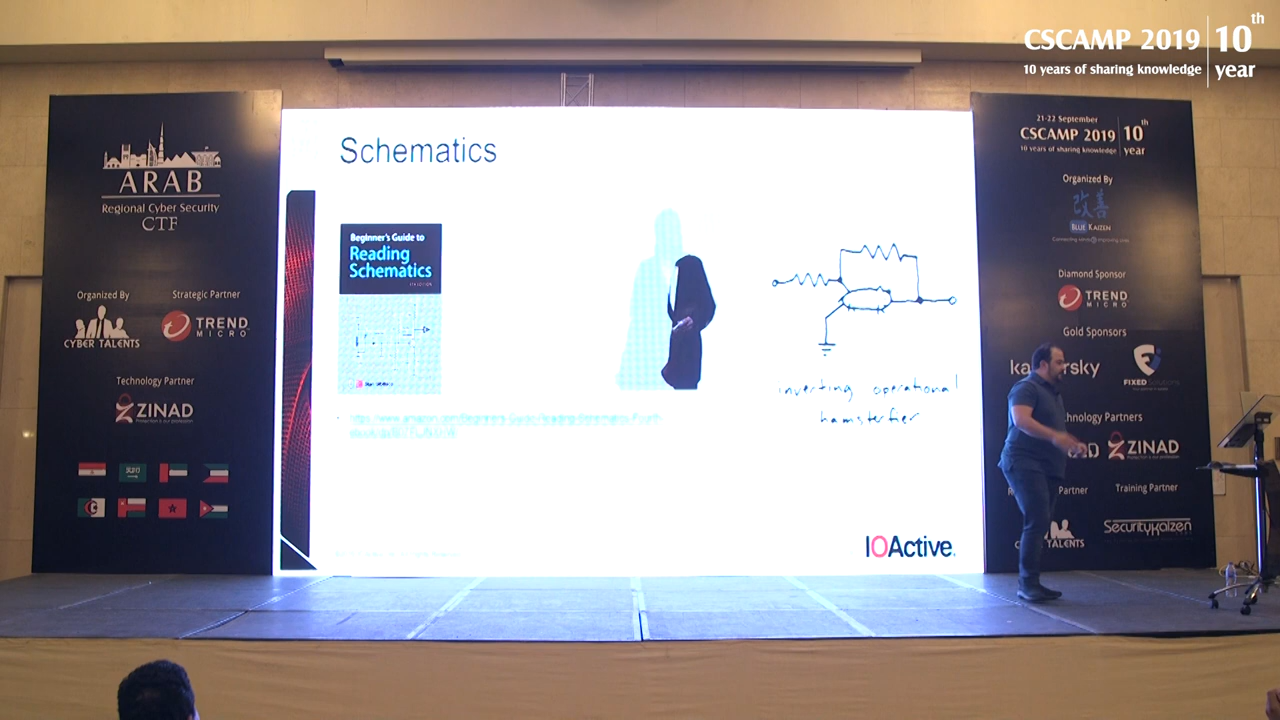 CSCAMP 2019 | 10th year
10 years of sharing knowledge
ARAB
Regional Cyber Security
CTF
Organized By
CYBER TALENTS
Strategic Partner
TREND MICRO
Technology Partner
ZINAD
Schematics
Beginner's Guide to
Reading
Schematics
inverting operational
hamsterfier
IOActive
21-22 September
CSCAMP 2019 | 10th year
10 years of sharing knowledge
Organized By
改善
BLUE KAIZEN
Diamond Sponsor
TREND MICRO
Gold Sponsors
FIXED Solutions
ZINAD
Partner
Training Partner
TALENTS
Securitykaizen